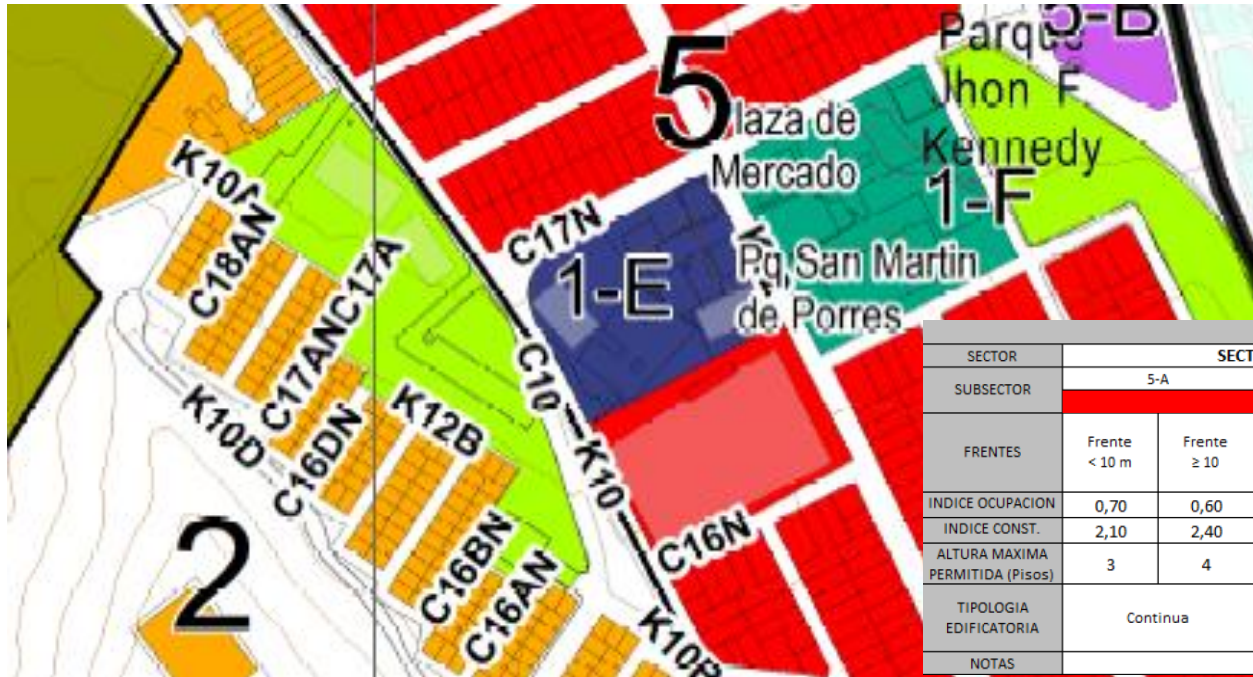 5-B
Parque
Jhon F.
Kennedy
1-F
5
laza de
Mercado
K10A
C18AN
C17A
C17AN
C17N
1-E
Pq. San Martin
de Porres
C10
K10
K10D
C16DN
K12B
C16N
C16BN
C16AN
2
SECTOR
SECT
SUBSECTOR
5-A
FRENTES
Frente
< 10 m
Frente
≥ 10
INDICE OCUPACION
0,70
0,60
INDICE CONST.
2,10
2,40
ALTURA MAXIMA
PERMITIDA (Pisos)
3
4
TIPOLOGIA
EDIFICATORIA
Continua
NOTAS